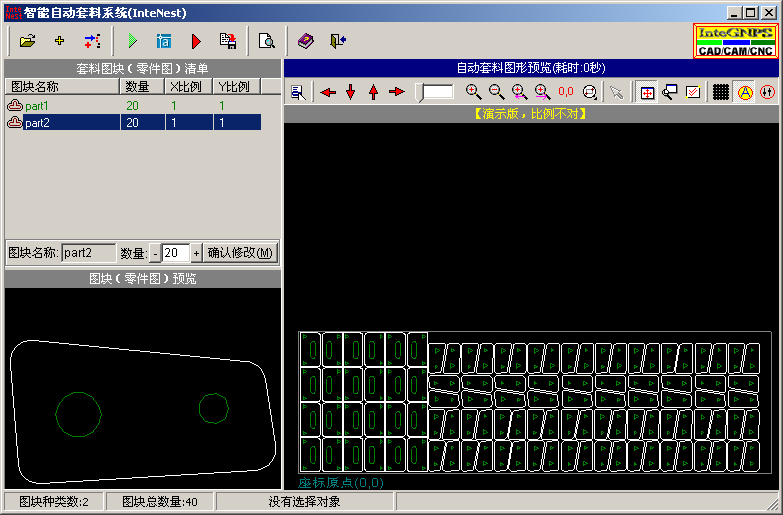 智能自动套料系统(InteNest)
InteGNPS
CAD/CAM/CNC
套料图块(零件图)清单
图块名称 数量 X比例 Y比例
part1 20 1 1
part2 20 1 1
图块名称: part2 数量: - 20 + 确认修改(M)
图块(零件图)预览
自动套料图形预览(耗时:0秒)
0,0
【演示版,比例不对】
座标原点(0,0)
图块种类数:2 图块总数量:40 没有选择对象